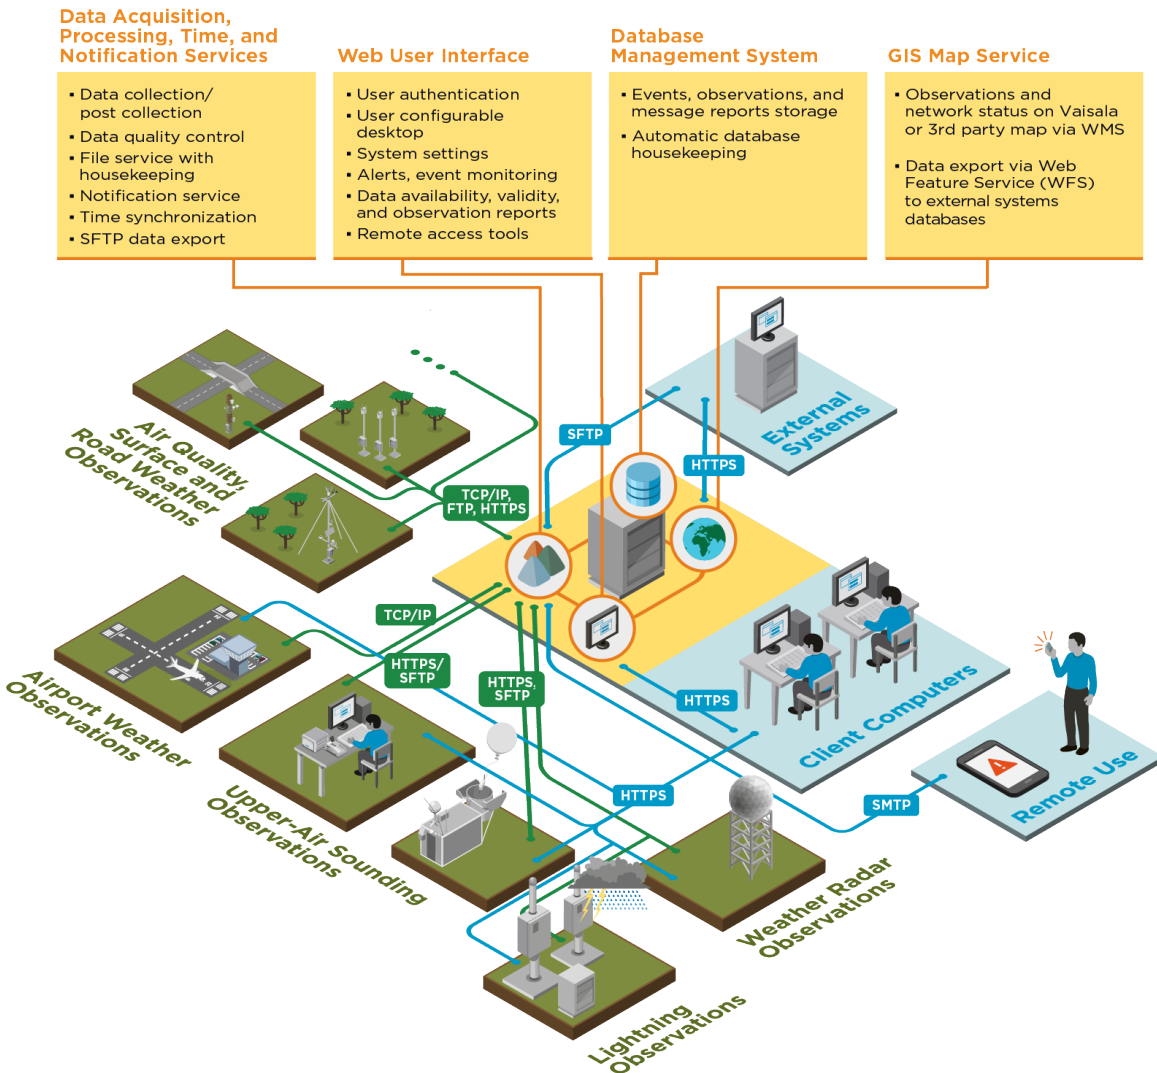 Data Acquisition,
Processing, Time, and
Notification Services
▪ Data collection/
post collection
▪ Data quality control
▪ File service with
housekeeping
▪ Notification service
▪ Time synchronization
▪ SFTP data export
Web User Interface
▪ User authentication
▪ User configurable
desktop
▪ System settings
▪ Alerts, event monitoring
▪ Data availability, validity,
and observation reports
▪ Remote access tools
Database
Management System
▪ Events, observations, and
message reports storage
▪ Automatic database
housekeeping
GIS Map Service
▪ Observations and
network status on Vaisala
or 3rd party map via WMS
▪ Data export via Web
Feature Service (WFS)
to external systems
databases
Air Quality,
Surface and
Road Weather
Observations
SFTP
HTTPS
External
Systems
TCP/IP,
FTP, HTTPS
TCP/IP
HTTPS/
SFTP
HTTPS,
SFTP
HTTPS
Client Computers
Airport Weather
Observations
Upper-Air Sounding
Observations
HTTPS
SMTP
Remote Use
Weather Radar
Observations
Lightning
Observations